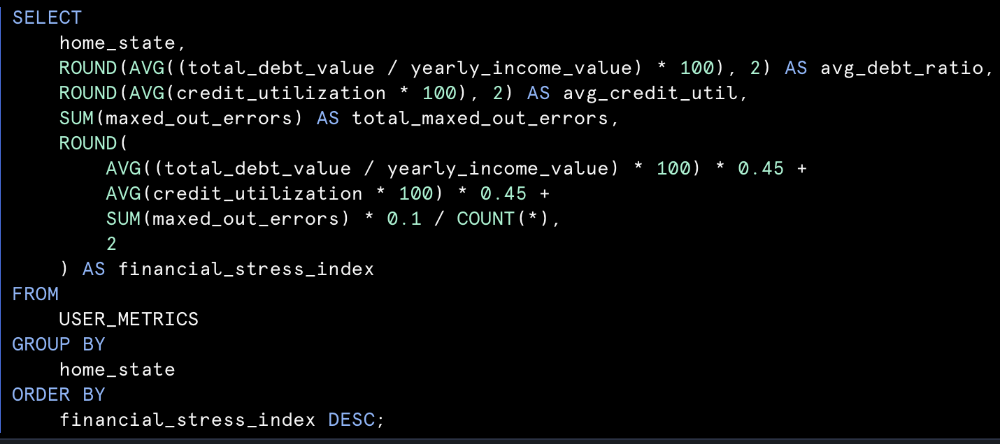 SELECT
    home_state,
    ROUND(AVG((total_debt_value / yearly_income_value) * 100), 2) AS avg_debt_ratio,
    ROUND(AVG(credit_utilization * 100), 2) AS avg_credit_util,
    SUM(maxed_out_errors) AS total_maxed_out_errors,
    ROUND(
        AVG((total_debt_value / yearly_income_value) * 100) * 0.45 +
        AVG(credit_utilization * 100) * 0.45 +
        SUM(maxed_out_errors) * 0.1 / COUNT(*),
        2
    ) AS financial_stress_index
FROM
    USER_METRICS
GROUP BY
    home_state
ORDER BY
    financial_stress_index DESC;